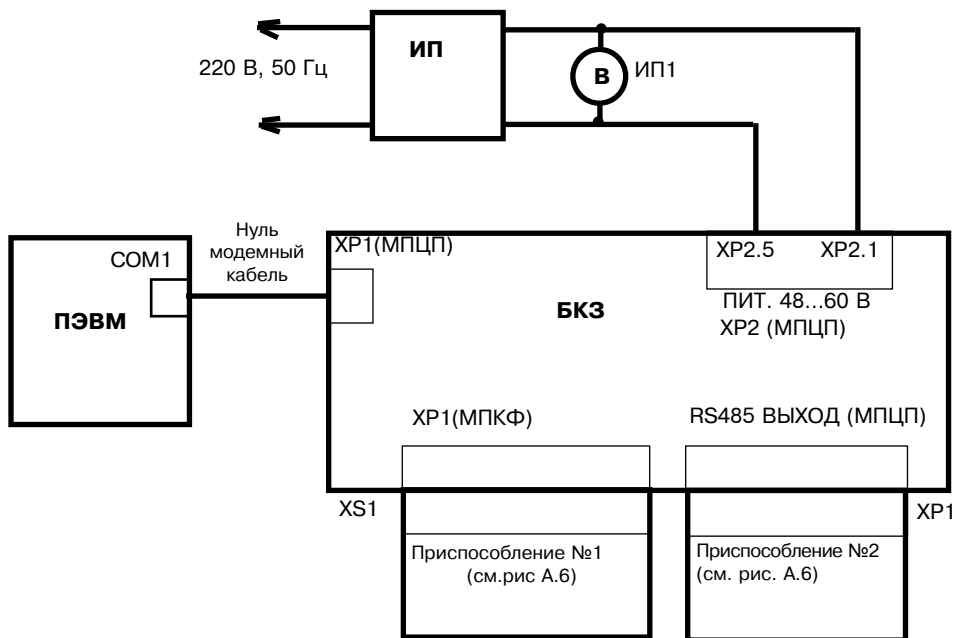 ИП
220 В, 50 Гц
В
ИП1
Нуль
модемный
кабель
COM1
ПЭВМ
XP1(МПЦП)
XP2.5
XP2.1
ПИТ. 48...60 В
XP2 (МПЦП)
БКЗ
XP1(МПКФ)
RS485 ВЫХОД (МПЦП)
XS1
XP1
Приспособление №1
(см.рис А.6)
Приспособление №2
(см. рис. А.6)